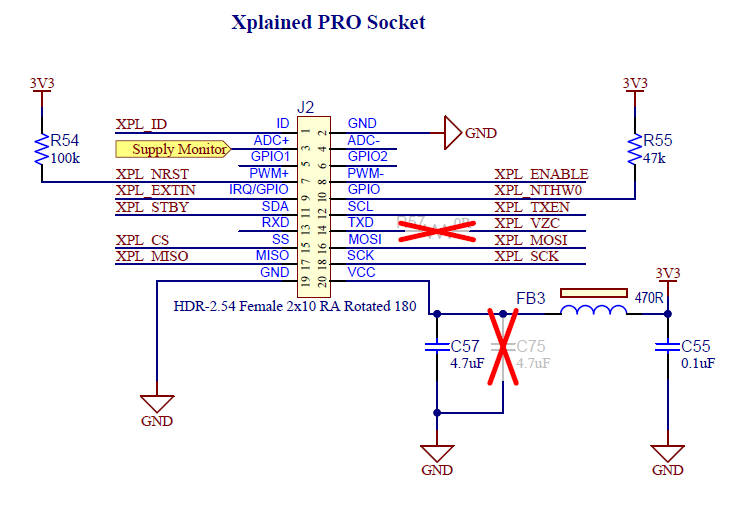 Xplained PRO Socket
3V3
3V3
J2
R54
100k
R55
47k
XPL_ID
ID
1
2
GND
GND
Supply Monitor
ADC+
3
4
ADC-
GPIO1
5
6
GPIO2
XPL_NRST
PWM+
7
8
PWM-
XPL_ENABLE
XPL_EXTIN
IRQ/GPIO
9
10
GPIO
XPL_NTHW0
XPL_STBY
SDA
11
12
SCL
XPL_TXEN
RXD
13
14
TXD
XPL_VZC
XPL_CS
SS
15
16
MOSI
XPL_MOSI
XPL_MISO
MISO
17
18
SCK
XPL_SCK
GND
19
20
VCC
HDR-2.54 Female 2x10 RA Rotated 180
FB3
470R
3V3
C57
4.7uF
C75
4.7uF
C55
0.1uF
GND
GND
GND